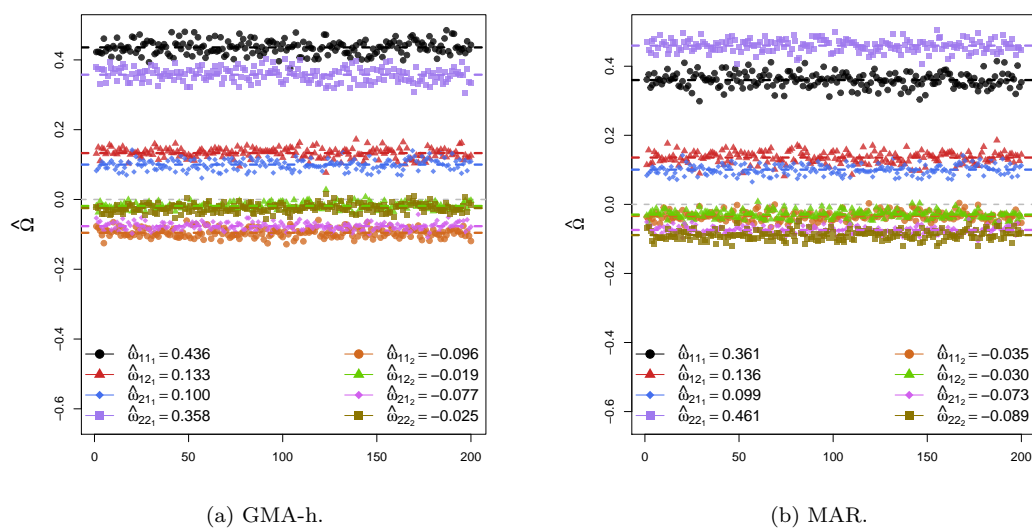 0.4
0.2
0.0
−0.2
−0.4
−0.6
Ω̂
ω̂11₁ = 0.436
ω̂12₁ = 0.133
ω̂21₁ = 0.100
ω̂22₁ = 0.358
ω̂11₂ = −0.096
ω̂12₂ = −0.019
ω̂21₂ = −0.077
ω̂22₂ = −0.025
0 50 100 150 200
(a) GMA-h.
0.4
0.2
0.0
−0.2
−0.4
−0.6
Ω̂
ω̂11₁ = 0.361
ω̂12₁ = 0.136
ω̂21₁ = 0.099
ω̂22₁ = 0.461
ω̂11₂ = −0.035
ω̂12₂ = −0.030
ω̂21₂ = −0.073
ω̂22₂ = −0.089
0 50 100 150 200
(b) MAR.